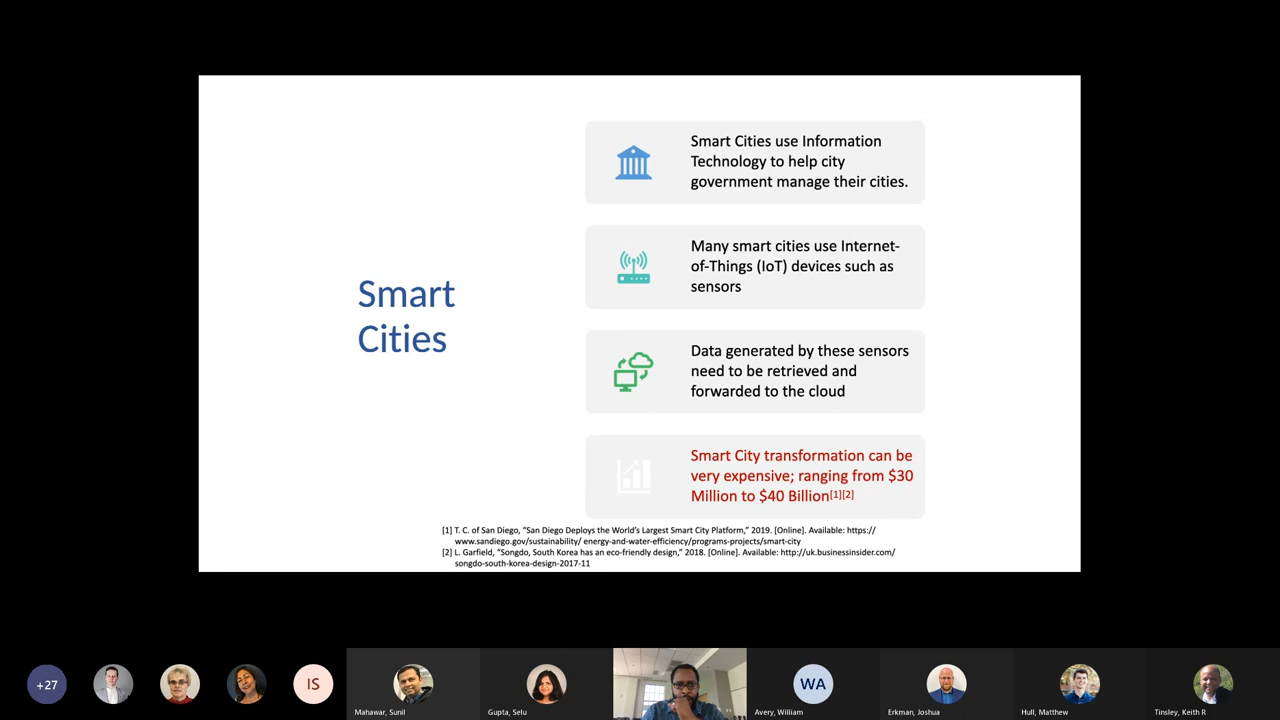 Smart
Cities
Smart Cities use Information
Technology to help city
government manage their cities.
Many smart cities use Internet-
of-Things (IoT) devices such as
sensors
Data generated by these sensors
need to be retrieved and
forwarded to the cloud
Smart City transformation can be
very expensive; ranging from $30
Million to $40 Billion[1][2]
[1] T. C. of San Diego, “San Diego Deploys the World’s Largest Smart City Platform,” 2019. [Online]. Available: https://
www.sandiego.gov/sustainability/ energy-and-water-efficiency/programs-projects/smart-city
[2] L. Garfield, “Songdo, South Korea has an eco-friendly design,” 2018. [Online]. Available: http://uk.businessinsider.com/
songdo-south-korea-design-2017-11
+27
IS
WA
Mahawar, Sunil
Gupta, Selu
Avery, William
Erkman, Joshua
Hull, Matthew
Tinsley, Keith R